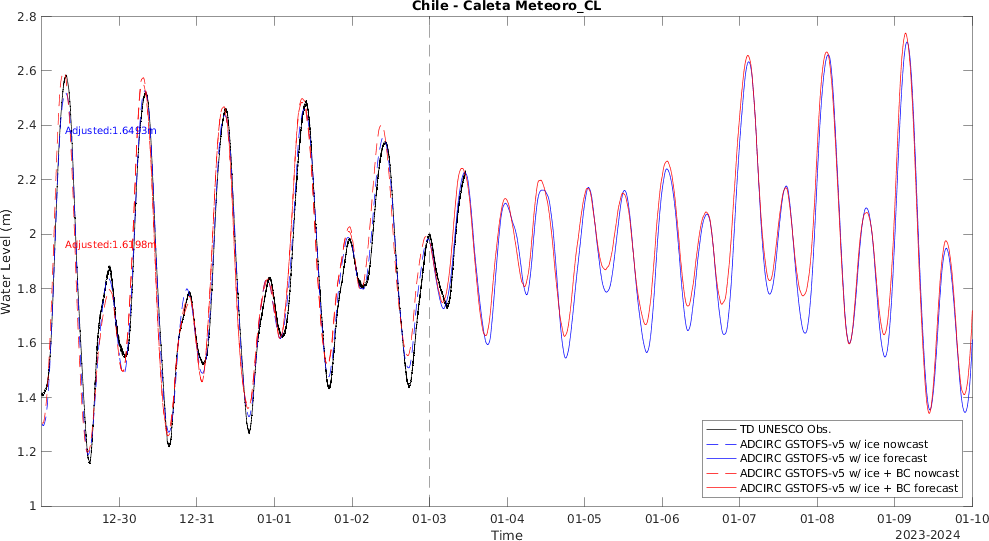 Chile - Caleta Meteoro_CL
Water Level (m)
2.8
2.6
2.4
2.2
2
1.8
1.6
1.4
1.2
1
Adjusted:1.6493m
Adjusted:1.6198m
TD UNESCO Obs.
ADCIRC GSTOFS-v5 w/ ice nowcast
ADCIRC GSTOFS-v5 w/ ice forecast
ADCIRC GSTOFS-v5 w/ ice + BC nowcast
ADCIRC GSTOFS-v5 w/ ice + BC forecast
12-30 12-31 01-01 01-02 01-03 01-04 01-05 01-06 01-07 01-08 01-09 01-10
Time
2023-2024